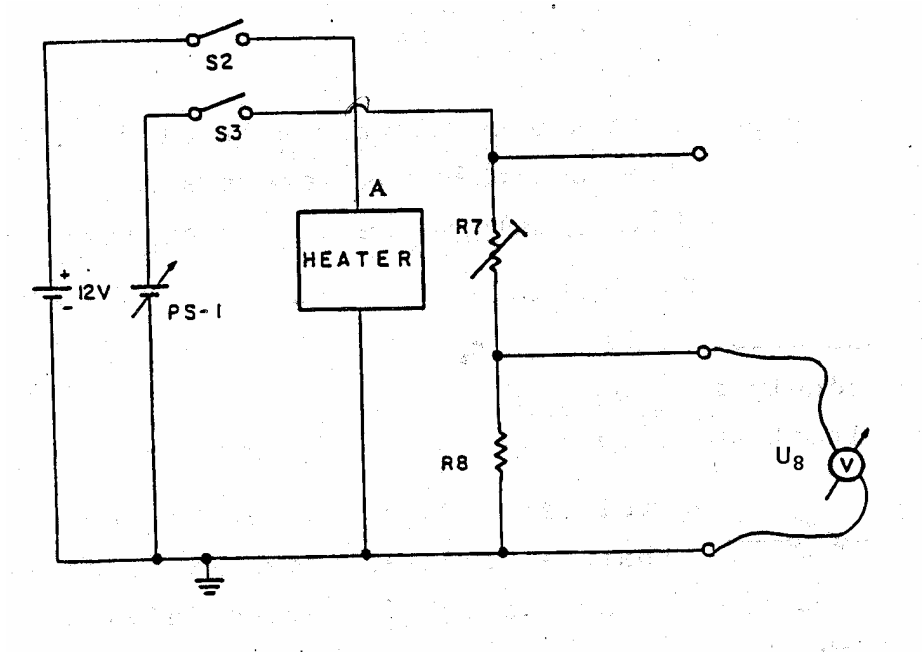 S2
S3
A
R7
HEATER
+
12V
-
PS-1
R8
U8
V